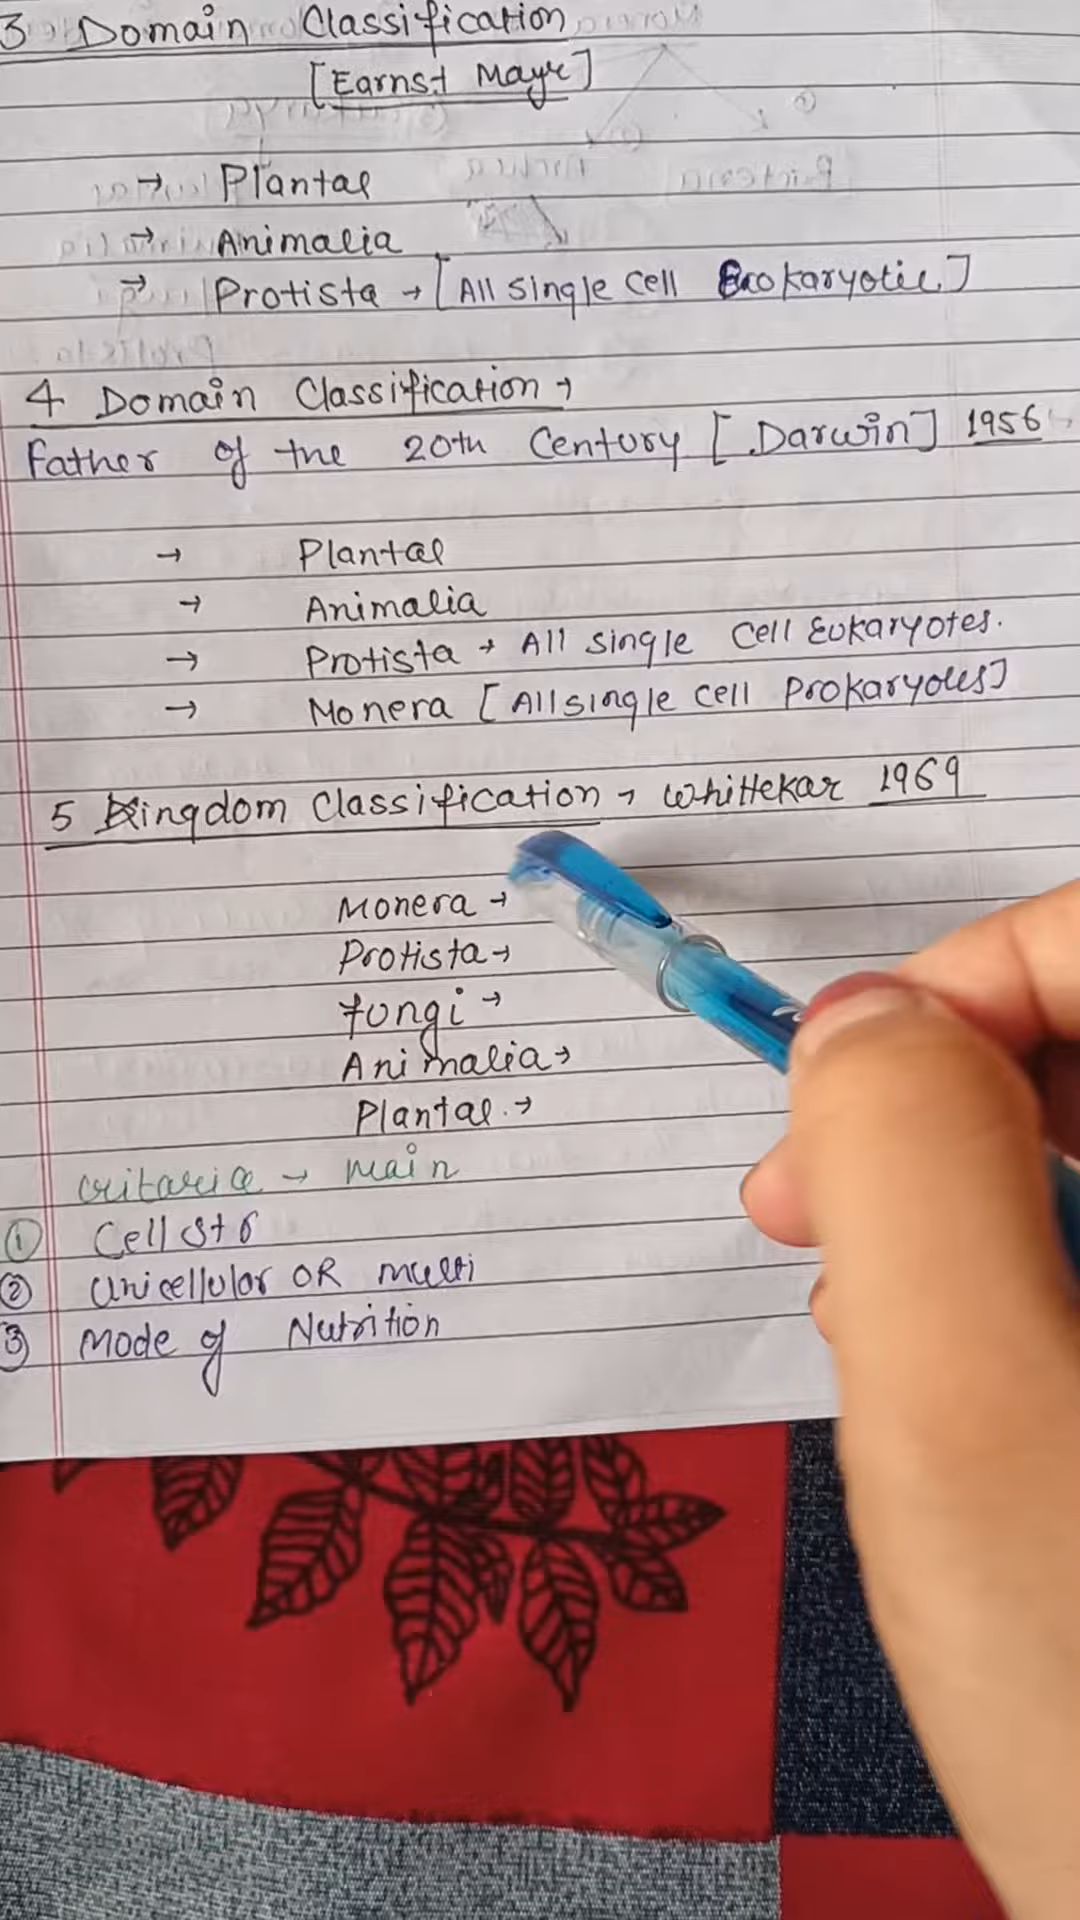 3 Domain Classification
[Earnst Mayr]
→ Plantae
→ Animalia
→ Protista → [All single cell Eukaryotic]
4 Domain Classification →
Father of the 20th Century [Darwin] 1956
→ Plantae
→ Animalia
→ Protista → All single cell Eukaryotes.
→ Monera [All single cell Prokaryotes]
5 Kingdom Classification → Whittekar 1969
Monera →
Protista →
Fungi →
Animalia →
Plantae. →
Critaria → main
① Cell str
② Unicellular OR multi
③ Mode of Nutrition